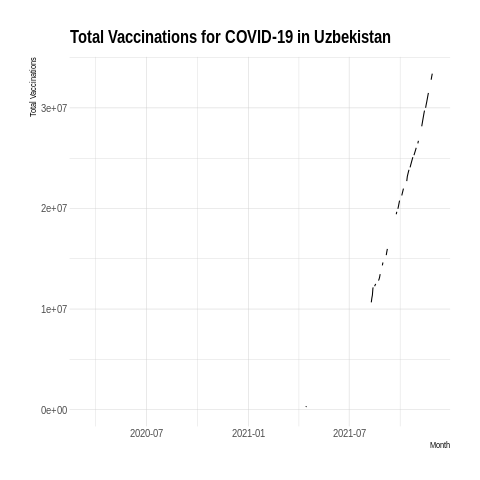 Total Vaccinations for COVID-19 in Uzbekistan
Total Vaccinations
3e+07
2e+07
1e+07
0e+00
2020-07 2021-01 2021-07
Month